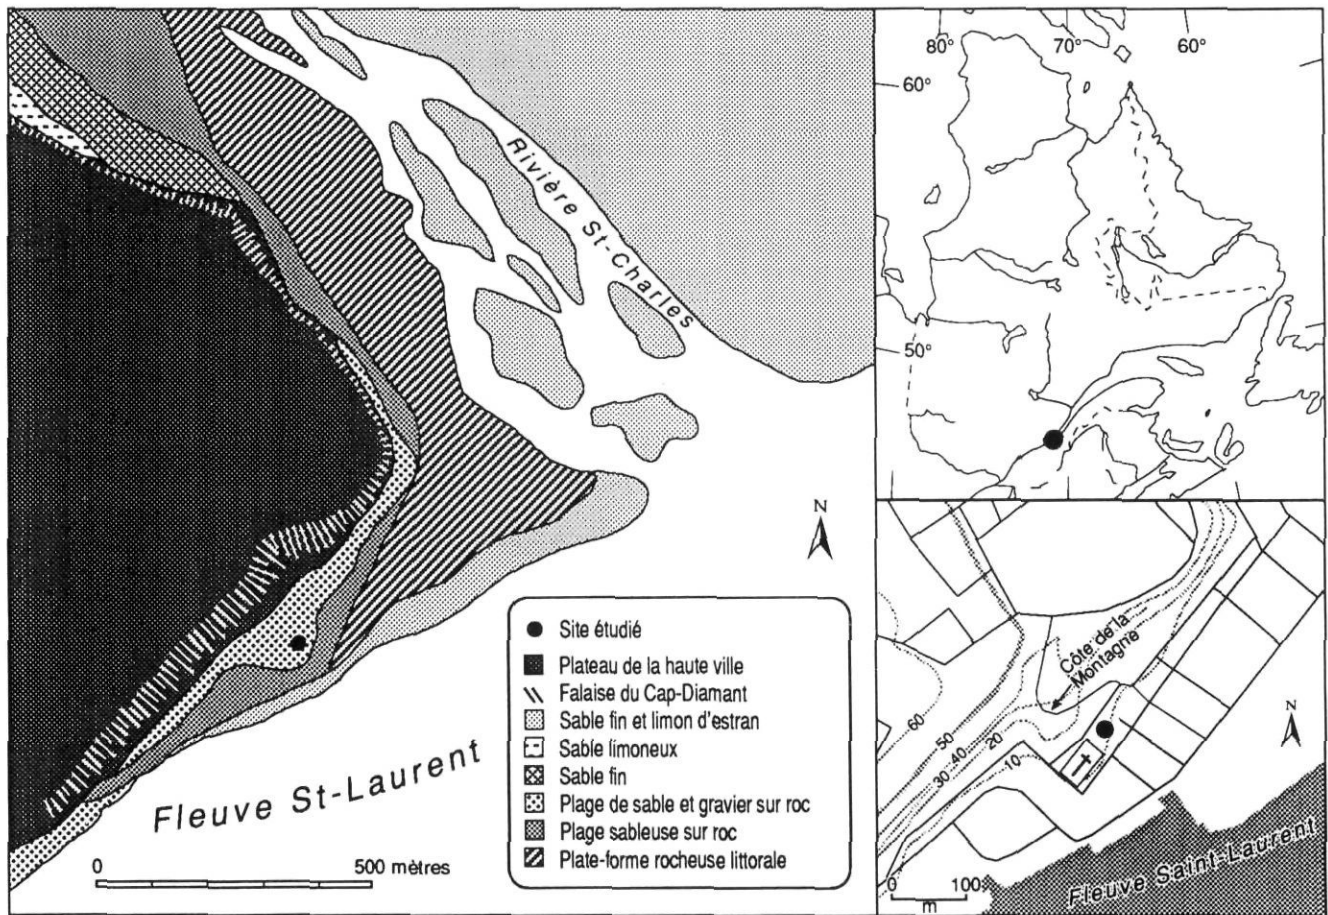 Rivière St-Charles
N
Fleuve St-Laurent
0 500 mètres
Site étudié
Plateau de la haute ville
Falaise du Cap-Diamant
Sable fin et limon d'estran
Sable limoneux
Sable fin
Plage de sable et gravier sur roc
Plage sableuse sur roc
Plate-forme rocheuse littorale
80° 70° 60°
60°
50°
Côte de la
Montagne
60
50
40
30
20
10
N
0 100
m
Fleuve Saint-Laurent